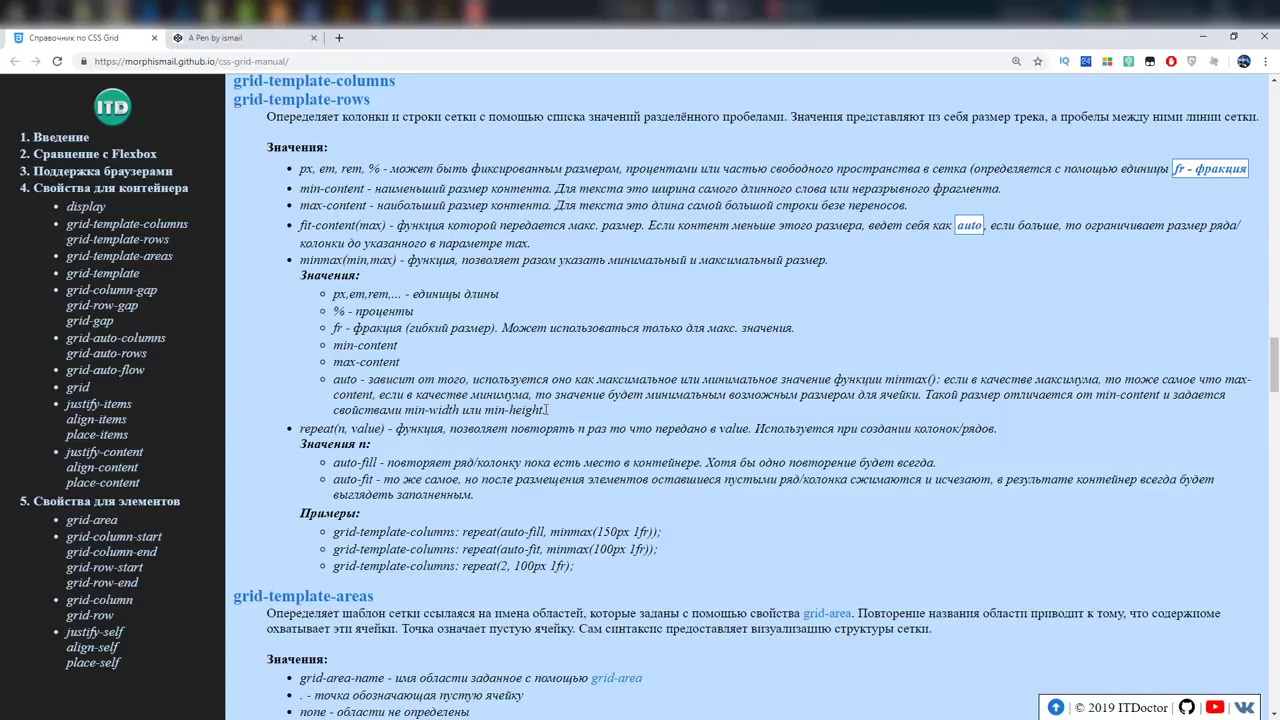 Справочник по CSS Grid
A Pen by ismail
https://morphismail.github.io/css-grid-manual/
IQ
24
ITD
1. Введение
2. Сравнение с Flexbox
3. Поддержка браузерами
4. Свойства для контейнера
display
grid-template-columns
grid-template-rows
grid-template-areas
grid-template
grid-column-gap
grid-row-gap
grid-gap
grid-auto-columns
grid-auto-rows
grid-auto-flow
grid
justify-items
align-items
place-items
justify-content
align-content
place-content
5. Свойства для элементов
grid-area
grid-column-start
grid-column-end
grid-row-start
grid-row-end
grid-column
grid-row
justify-self
align-self
place-self
grid-template-columns
grid-template-rows
Опеределяет колонки и строки сетки с помощью списка значений разделённого пробелами. Значения представляют из себя размер трека, а пробелы между ними линии сетки.
Значения:
px, em, rem, % - может быть фиксированным размером, процентами или частью свободного пространства в сетка (определяется с помощью единицы fr - фракция
min-content - наименьший размер контента. Для текста это ширина самого длинного слова или неразрывного фрагмента.
max-content - наибольший размер контента. Для текста это длина самой большой строки безе переносов.
fit-content(max) - функция которой передается макс. размер. Если контент меньше этого размера, ведет себя как auto, если больше, то ограничивает размер ряда/
колонки до указанного в параметре max.
minmax(min,max) - функция, позволяет разом указать минимальный и максимальный размер.
Значения:
px,em,rem,... - единицы длины
% - проценты
fr - фракция (гибкий размер). Может использоваться только для макс. значения.
min-content
max-content
auto - зависит от того, используется оно как максимальное или минимальное значение функции minmax(): если в качестве максимума, то тоже самое что max-
content, если в качестве минимума, то значение будет минимальным возможным размером для ячейки. Такой размер отличается от min-content и задается
свойствами min-width или min-height.
repeat(n, value) - функция, позволяет повторять n раз то что передано в value. Используется при создании колонок/рядов.
Значения n:
auto-fill - повторяет ряд/колонку пока есть место в контейнере. Хотя бы одно повторение будет всегда.
auto-fit - то же самое, но после размещения элементов оставшиеся пустыми ряд/колонка сжимаются и исчезают, в результате контейнер всегда будет
выглядеть заполненным.
Примеры:
grid-template-columns: repeat(auto-fill, minmax(150px 1fr));
grid-template-columns: repeat(auto-fit, minmax(100px 1fr));
grid-template-columns: repeat(2, 100px 1fr);
grid-template-areas
Опеределяет шаблон сетки ссылаяся на имена областей, которые заданы с помощью свойства grid-area. Повторение названия области приводит к тому, что содержиоме
охватывает эти ячейки. Точка означает пустую ячейку. Сам синтаксис предоставляет визуализацию структуры сетки.
Значения:
grid-area-name - имя области заданное с помощью grid-area
. - точка обозначающая пустую ячейку
none - области не определены
| © 2019 ITDoctor |